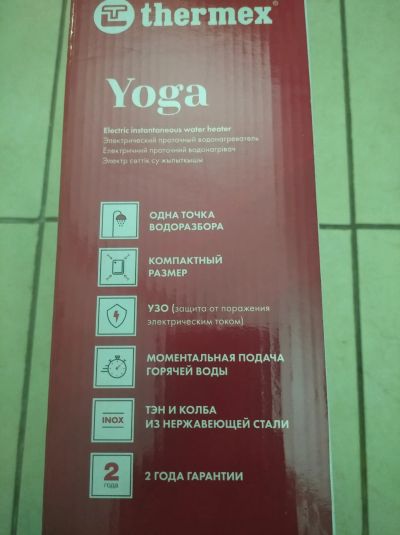 thermex®
Yoga
Electric instantaneous water heater
Электрический проточный водонагреватель
Електричний проточний водонагрівач
Электр сәттік су жылытқышы
ОДНА ТОЧКА
ВОДОРАЗБОРА
КОМПАКТНЫЙ
РАЗМЕР
УЗО (защита от поражения
электрическим током)
МОМЕНТАЛЬНАЯ ПОДАЧА
ГОРЯЧЕЙ ВОДЫ
INOX
ТЭН И КОЛБА
ИЗ НЕРЖАВЕЮЩЕЙ СТАЛИ
2
ГОДА
2 ГОДА ГАРАНТИИ